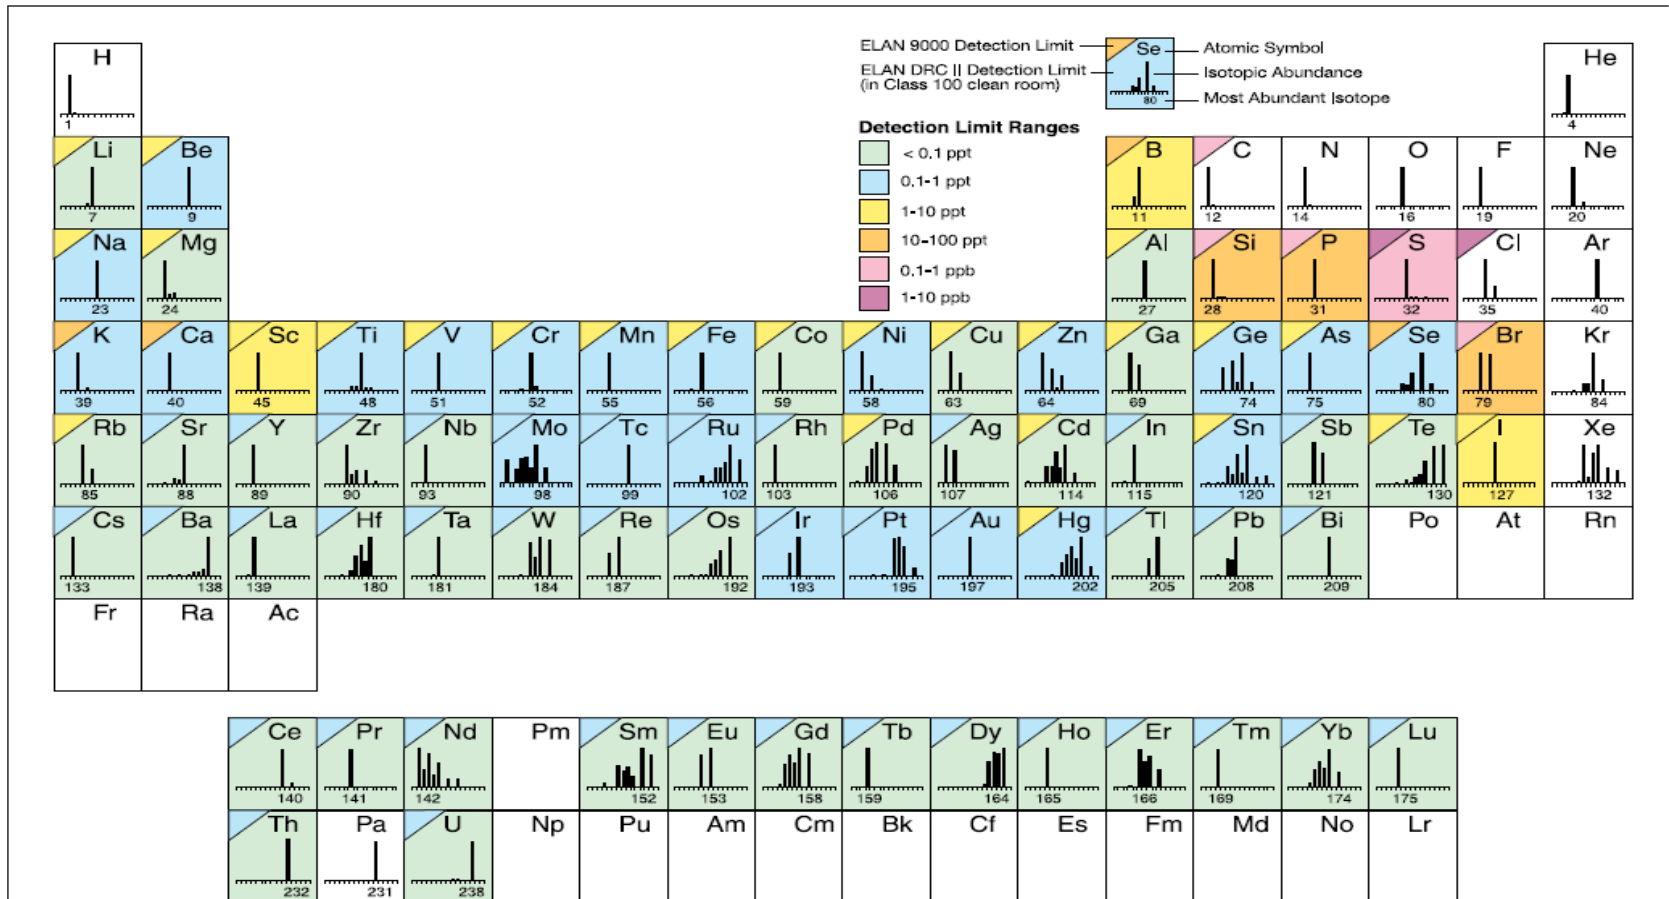 ELAN 9000 Detection Limit
ELAN DRC II Detection Limit
(in Class 100 clean room)
Se
80
Atomic Symbol
Isotopic Abundance
Most Abundant Isotope
Detection Limit Ranges
< 0.1 ppt
0.1-1 ppt
1-10 ppt
10-100 ppt
0.1-1 ppb
1-10 ppb
H He
1 4
Li Be B C N O F Ne
7 9 11 12 14 16 19 20
Na Mg Al Si P S Cl Ar
23 24 27 28 31 32 35 40
K Ca Sc Ti V Cr Mn Fe Co Ni Cu Zn Ga Ge As Se Br Kr
39 40 45 48 51 52 55 56 59 58 63 64 69 74 75 80 79 84
Rb Sr Y Zr Nb Mo Tc Ru Rh Pd Ag Cd In Sn Sb Te I Xe
85 88 89 90 93 98 99 102 103 106 107 114 115 120 121 130 127 132
Cs Ba La Hf Ta W Re Os Ir Pt Au Hg Tl Pb Bi Po At Rn
133 138 139 180 181 184 187 192 193 195 197 202 205 208 209
Fr Ra Ac
Ce Pr Nd Pm Sm Eu Gd Tb Dy Ho Er Tm Yb Lu
140 141 142 152 153 158 159 164 165 166 169 174 175
Th Pa U Np Pu Am Cm Bk Cf Es Fm Md No Lr
232 231 238